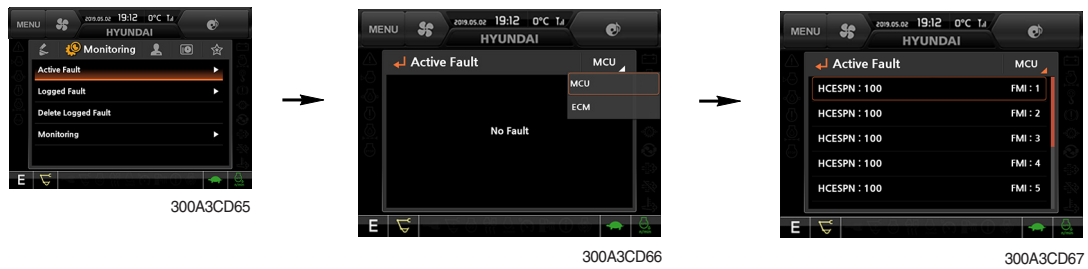 MENU 2019.05.02 19:12 0°C
HYUNDAI
Monitoring
Active Fault
Logged Fault
Delete Logged Fault
Monitoring
E
300A3CD65
MENU 2019.05.02 19:12 0°C
HYUNDAI
Active Fault MCU
MCU
ECM
No Fault
E
300A3CD66
MENU 2019.05.02 19:12 0°C
HYUNDAI
Active Fault MCU
HCESPN : 100 FMI : 1
HCESPN : 100 FMI : 2
HCESPN : 100 FMI : 3
HCESPN : 100 FMI : 4
HCESPN : 100 FMI : 5
E
300A3CD67